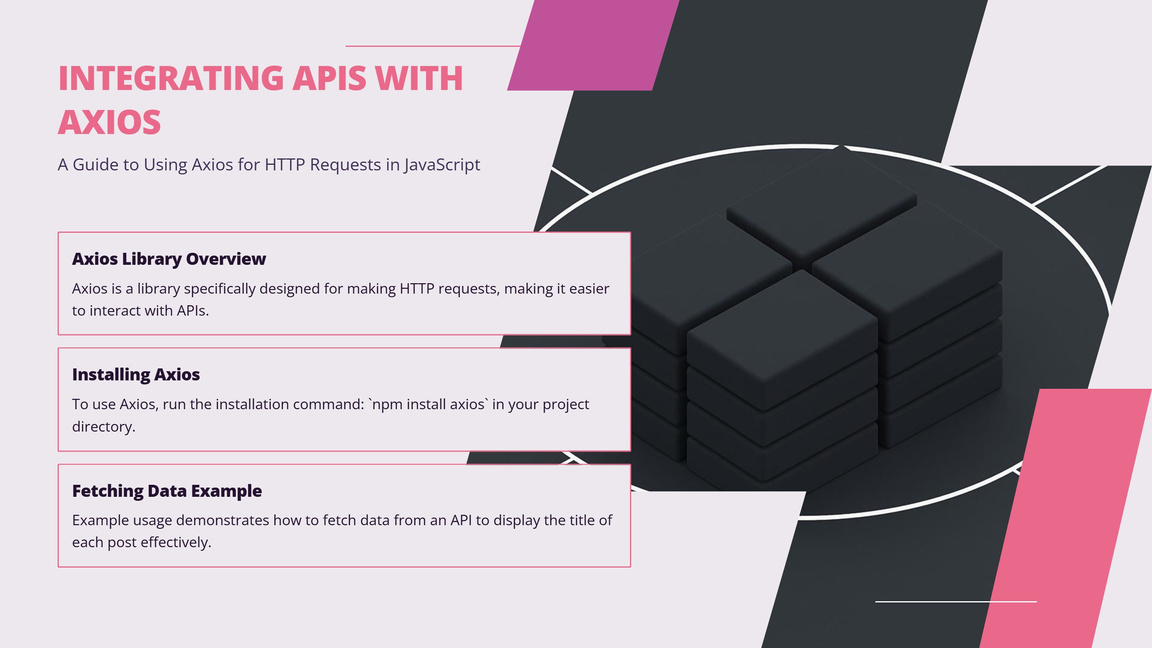 INTEGRATING APIS WITH
AXIOS
A Guide to Using Axios for HTTP Requests in JavaScript
Axios Library Overview
Axios is a library specifically designed for making HTTP requests, making it easier
to interact with APIs.
Installing Axios
To use Axios, run the installation command: `npm install axios` in your project
directory.
Fetching Data Example
Example usage demonstrates how to fetch data from an API to display the title of
each post effectively.